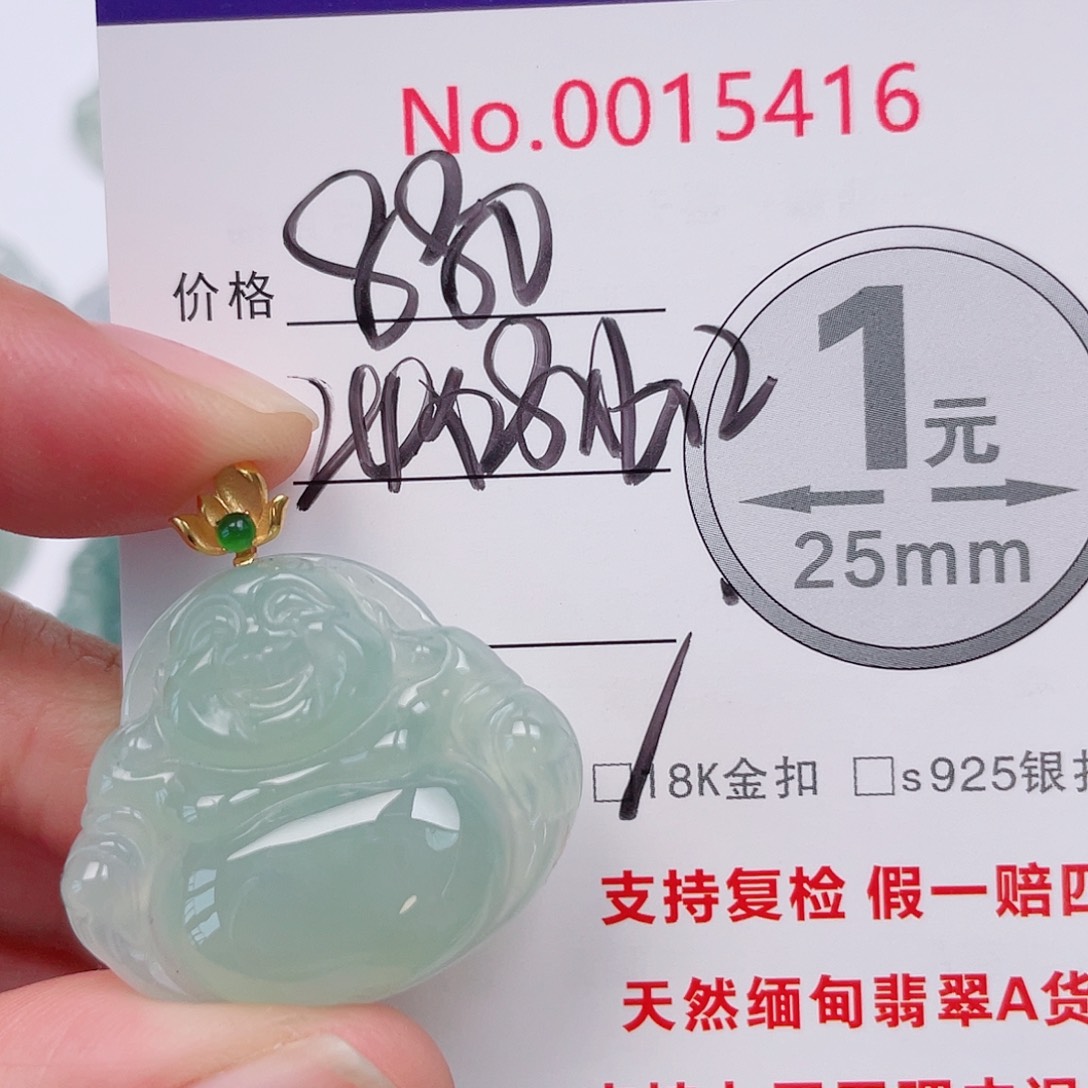 No.0015416
价格 880
1元
25mm
18K金扣 s925银
支持复检 假一赔四
天然缅甸翡翠A货